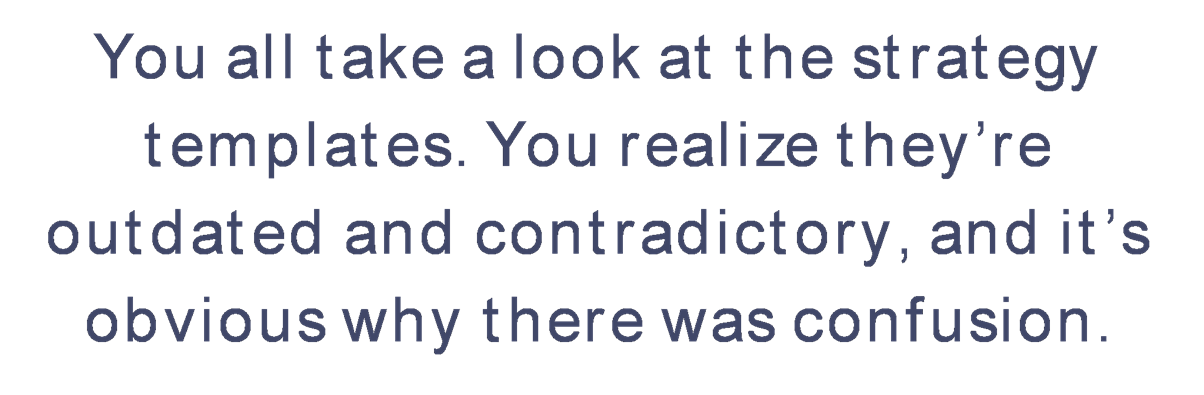 You all take a look at the strategy
templates. You realize they’re
outdated and contradictory, and it’s
obvious why there was confusion.